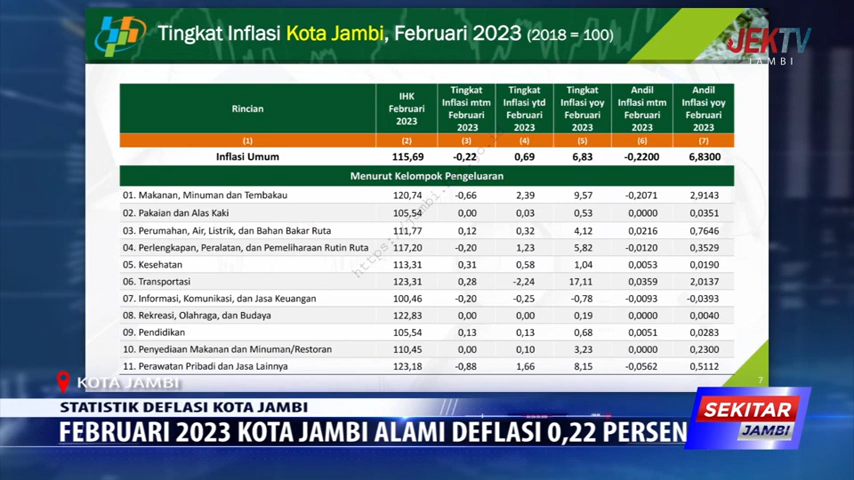 Tingkat Inflasi Kota Jambi, Februari 2023 (2018 = 100)
JEKTV
JAMBI
Rincian | IHK Februari 2023 | Tingkat Inflasi mtm Februari 2023 | Tingkat Inflasi ytd Februari 2023 | Tingkat Inflasi yoy Februari 2023 | Andil Inflasi mtm Februari 2023 | Andil Inflasi yoy Februari 2023
(1) (2) (3) (4) (5) (6) (7)
Inflasi Umum 115,69 -0,22 0,69 6,83 -0,2200 6,8300
Menurut Kelompok Pengeluaran
01. Makanan, Minuman dan Tembakau 120,74 -0,66 2,39 9,57 -0,2071 2,9143
02. Pakaian dan Alas Kaki 105,54 0,00 0,03 0,53 0,0000 0,0351
03. Perumahan, Air, Listrik, dan Bahan Bakar Ruta 111,77 0,12 0,32 4,12 0,0216 0,7646
04. Perlengkapan, Peralatan, dan Pemeliharaan Rutin Ruta 117,20 -0,20 1,23 5,82 -0,0120 0,3529
05. Kesehatan 113,31 0,31 0,58 1,04 0,0053 0,0190
06. Transportasi 123,31 0,28 -2,24 17,11 0,0359 2,0137
07. Informasi, Komunikasi, dan Jasa Keuangan 100,46 -0,20 -0,25 -0,78 -0,0093 -0,0393
08. Rekreasi, Olahraga, dan Budaya 122,83 0,00 0,00 0,19 0,0000 0,0040
09. Pendidikan 105,54 0,13 0,13 0,68 0,0051 0,0283
10. Penyediaan Makanan dan Minuman/Restoran 110,45 0,00 0,10 3,23 0,0000 0,2300
11. Perawatan Pribadi dan Jasa Lainnya 123,18 -0,88 1,66 8,15 -0,0562 0,5112
7
KOTA JAMBI
STATISTIK DEFLASI KOTA JAMBI
FEBRUARI 2023 KOTA JAMBI ALAMI DEFLASI 0,22 PERSEN
SEKITAR
JAMBI